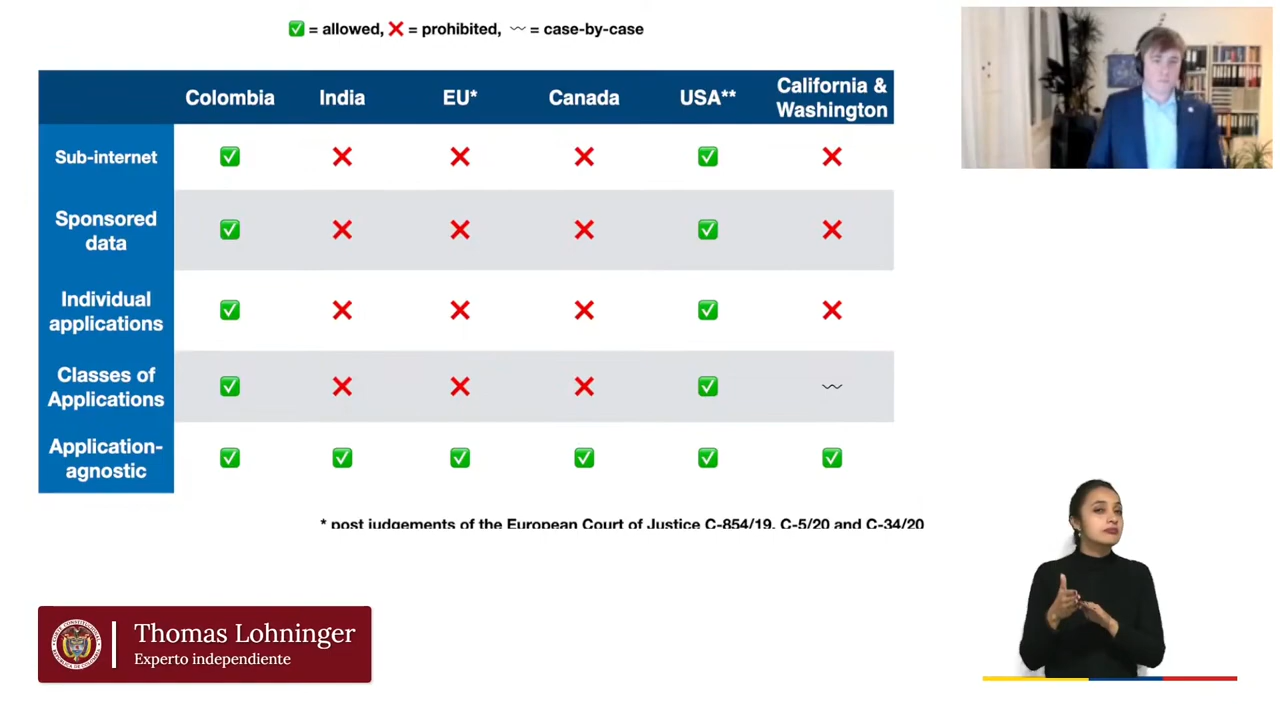 ✅ = allowed, ❌ = prohibited, 〰 = case-by-case
Colombia India EU* Canada USA** California &
Washington
Sub-internet ✅ ❌ ❌ ❌ ✅ ❌
Sponsored
data ✅ ❌ ❌ ❌ ✅ ❌
Individual
applications ✅ ❌ ❌ ❌ ✅ ❌
Classes of
Applications ✅ ❌ ❌ ❌ ✅ 〰
Application-
agnostic ✅ ✅ ✅ ✅ ✅ ✅
* post judgements of the European Court of Justice C-854/19, C-5/20 and C-34/20
Thomas Lohninger
Experto independiente